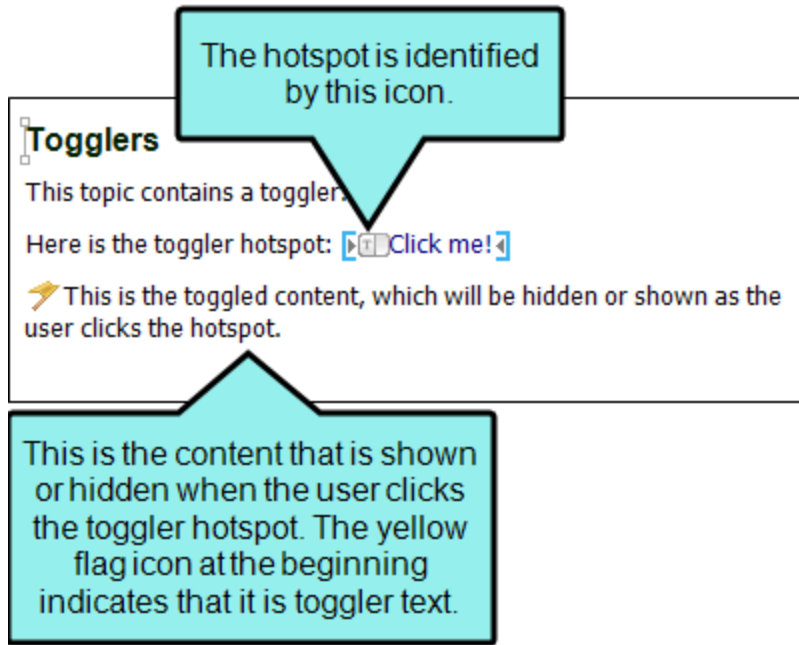 The hotspot is identified
by this icon.
Togglers
This topic contains a toggler.
Here is the toggler hotspot: T Click me!
This is the toggled content, which will be hidden or shown as the
user clicks the hotspot.
This is the content that is shown
or hidden when the user clicks
the toggler hotspot. The yellow
flag icon at the beginning
indicates that it is toggler text.